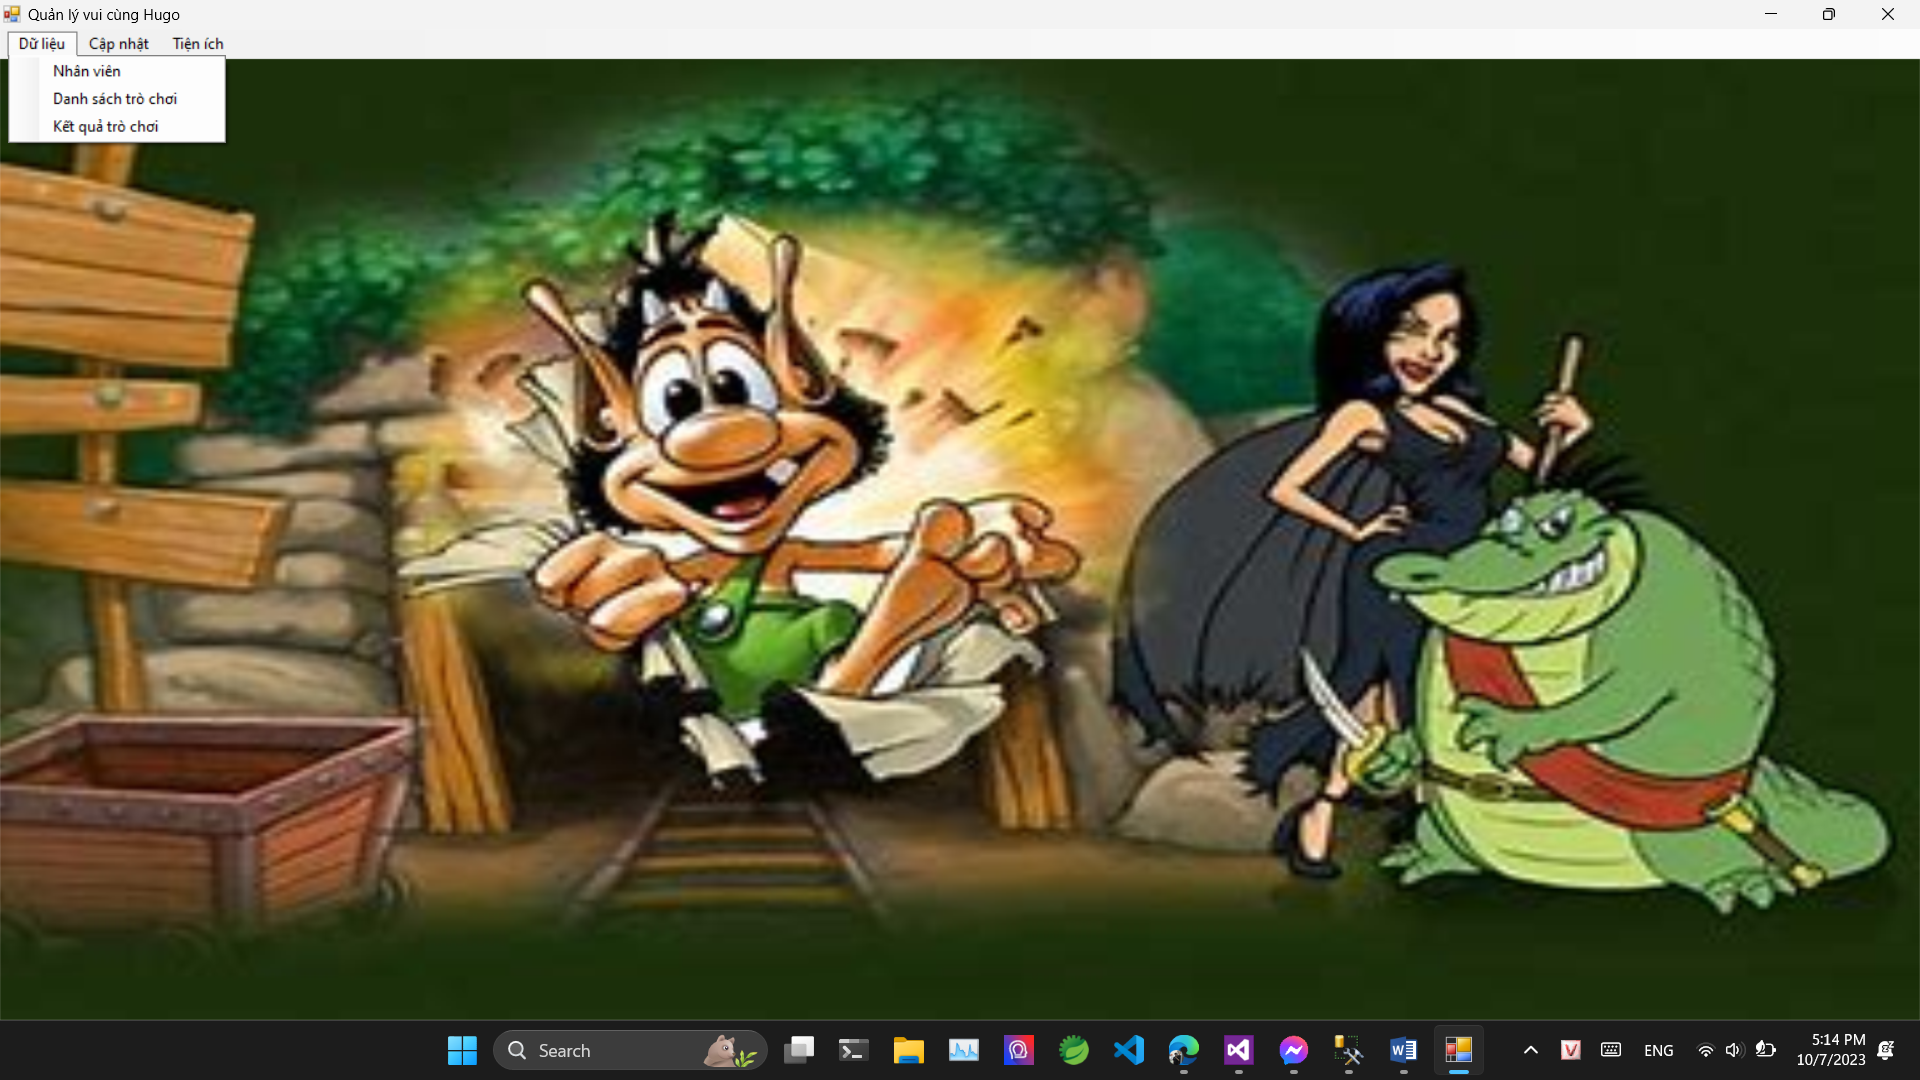 Quản lý vui cùng Hugo
Dữ liệu Cập nhật Tiện ích
Nhân viên
Danh sách trò chơi
Kết quả trò chơi
Search
ENG
5:14 PM
10/7/2023